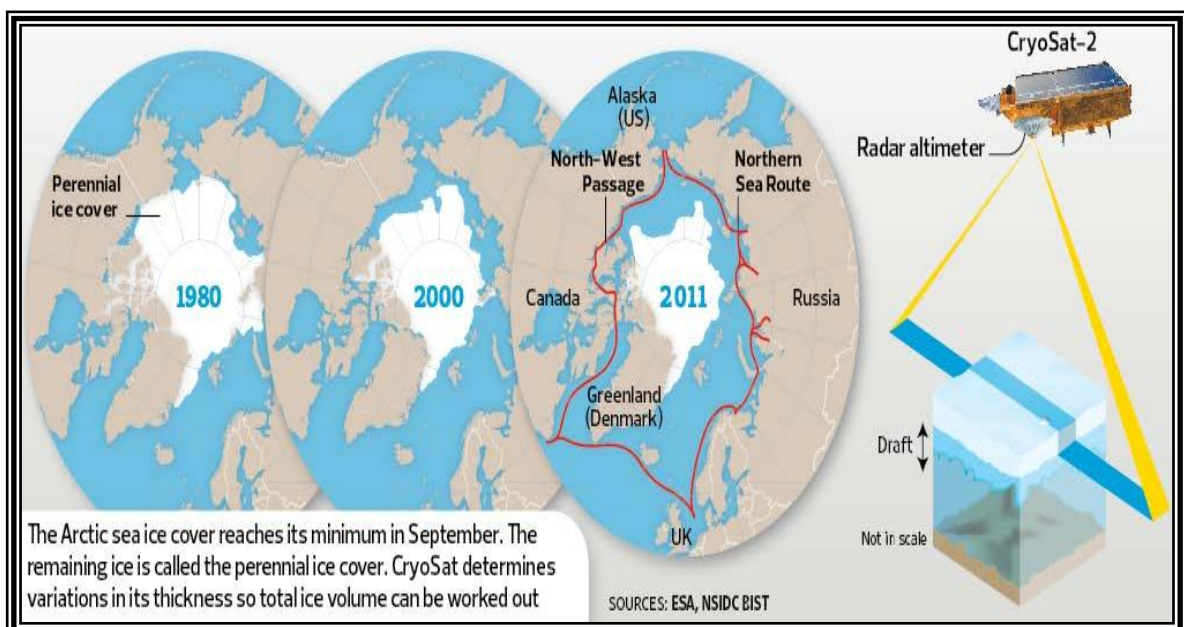 CryoSat-2
Alaska
(US)
Radar altimeter
Perennial
ice cover
North-West
Passage
Northern
Sea Route
1980
2000
2011
Canada
Russia
Greenland
(Denmark)
Draft
UK
Not in scale
The Arctic sea ice cover reaches its minimum in September. The
remaining ice is called the perennial ice cover. CryoSat determines
variations in its thickness so total ice volume can be worked out
SOURCES: ESA, NSIDC BIST